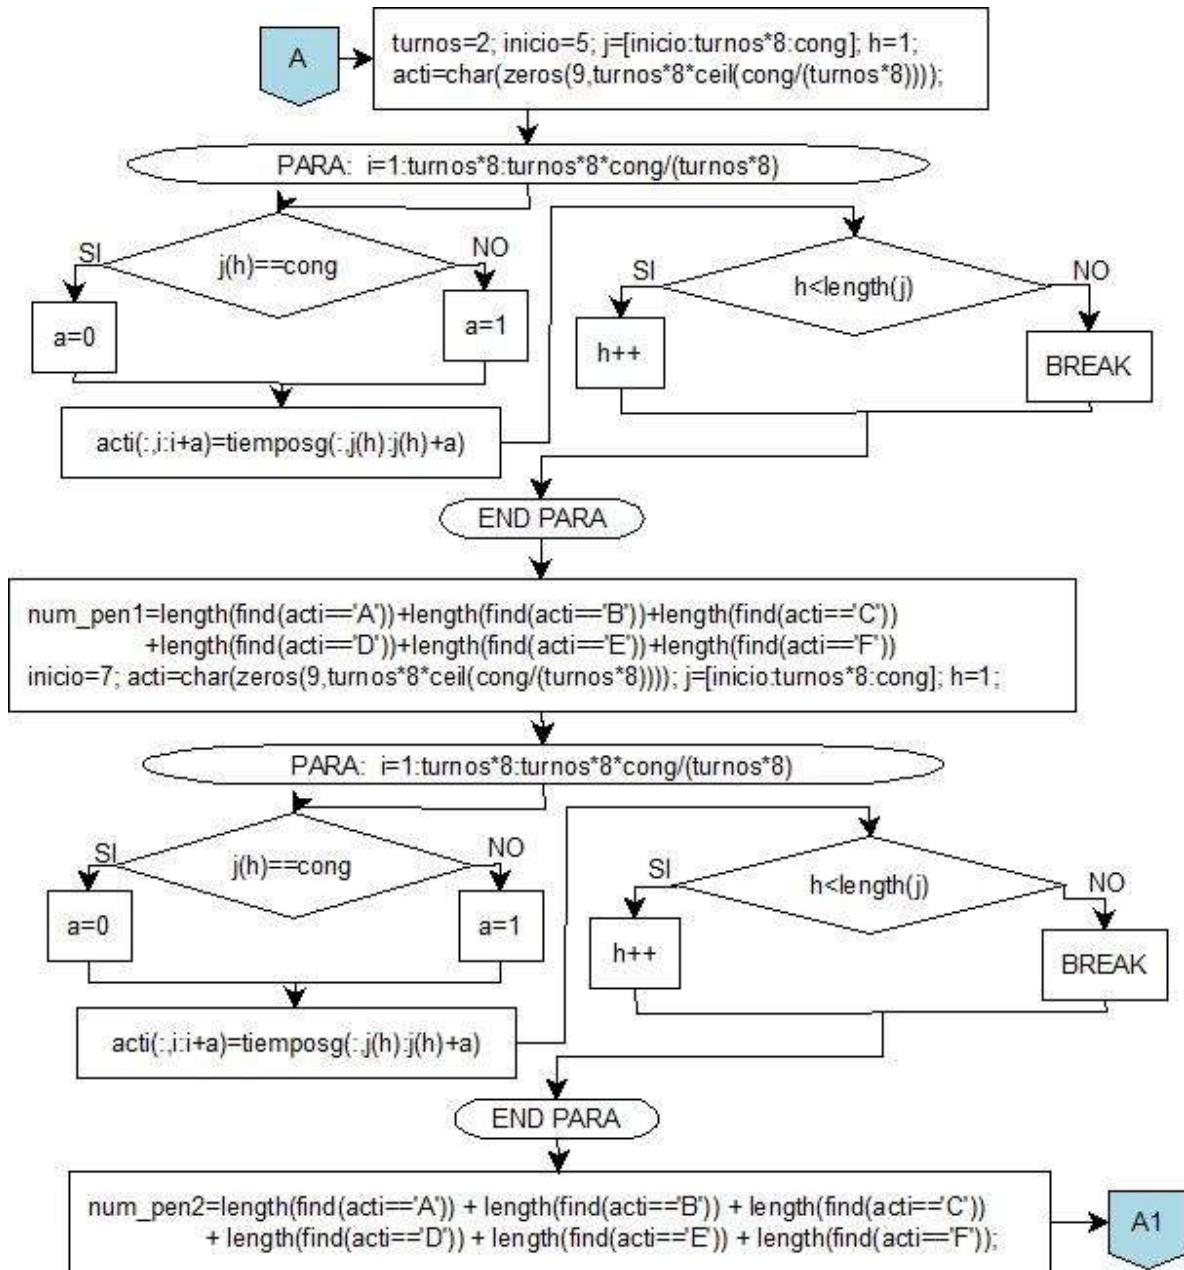 A
turnos=2; inicio=5; j=[inicio:turnos*8:cong]; h=1;
acti=char(zeros(9,turnos*8*ceil(cong/(turnos*8))));
PARA: i=1:turnos*8:turnos*8*cong/(turnos*8)
SI
j(h)==cong
NO
a=0
a=1
acti(:,i:i+a)=tiemposg(:,j(h):j(h)+a)
SI
h<length(j)
NO
h++
BREAK
END PARA
num_pen1=length(find(acti=='A'))+length(find(acti=='B'))+length(find(acti=='C'))
+length(find(acti=='D'))+length(find(acti=='E'))+length(find(acti=='F'))
inicio=7; acti=char(zeros(9,turnos*8*ceil(cong/(turnos*8)))); j=[inicio:turnos*8:cong]; h=1;
PARA: i=1:turnos*8:turnos*8*cong/(turnos*8)
SI
j(h)==cong
NO
a=0
a=1
acti(:,i:i+a)=tiemposg(:,j(h):j(h)+a)
SI
h<length(j)
NO
h++
BREAK
END PARA
num_pen2=length(find(acti=='A')) + length(find(acti=='B')) + length(find(acti=='C'))
+ length(find(acti=='D')) + length(find(acti=='E')) + length(find(acti=='F'));
A1